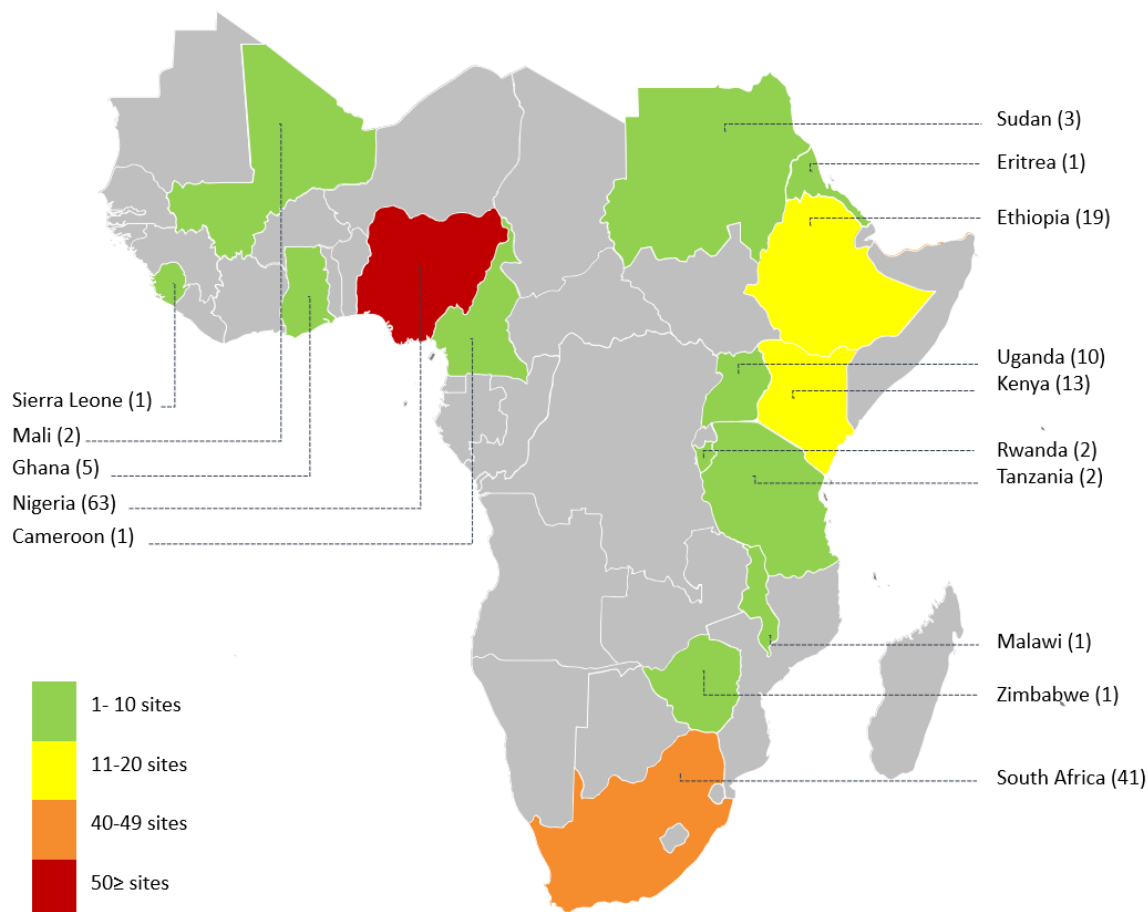 Sudan (3)
Eritrea (1)
Ethiopia (19)
Uganda (10)
Kenya (13)
Sierra Leone (1)
Mali (2)
Ghana (5)
Nigeria (63)
Cameroon (1)
Rwanda (2)
Tanzania (2)
Malawi (1)
Zimbabwe (1)
South Africa (41)
1- 10 sites
11-20 sites
40-49 sites
50≥ sites